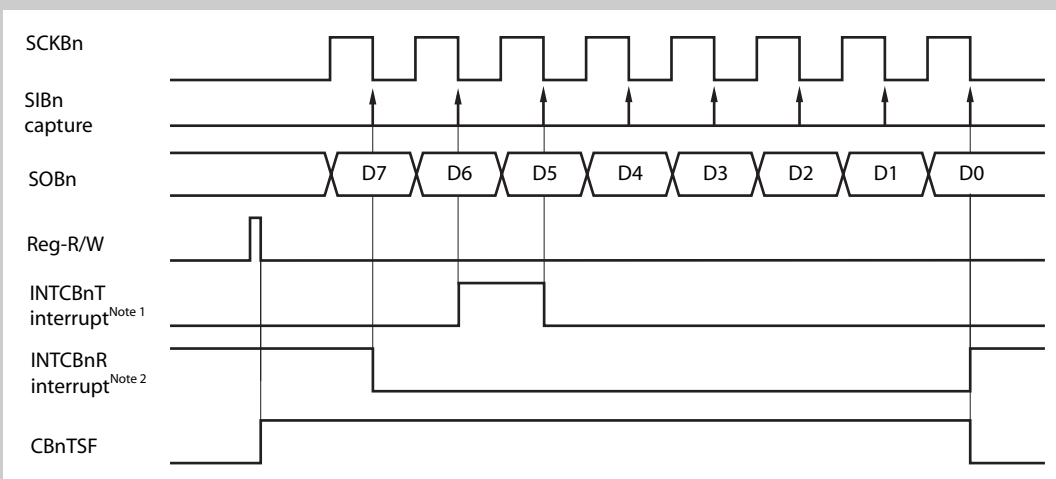 SCKBn
SIBn
capture
SOBn
D7 D6 D5 D4 D3 D2 D1 D0
Reg-R/W
INTCBnT
interruptNote 1
INTCBnR
interruptNote 2
CBnTSF